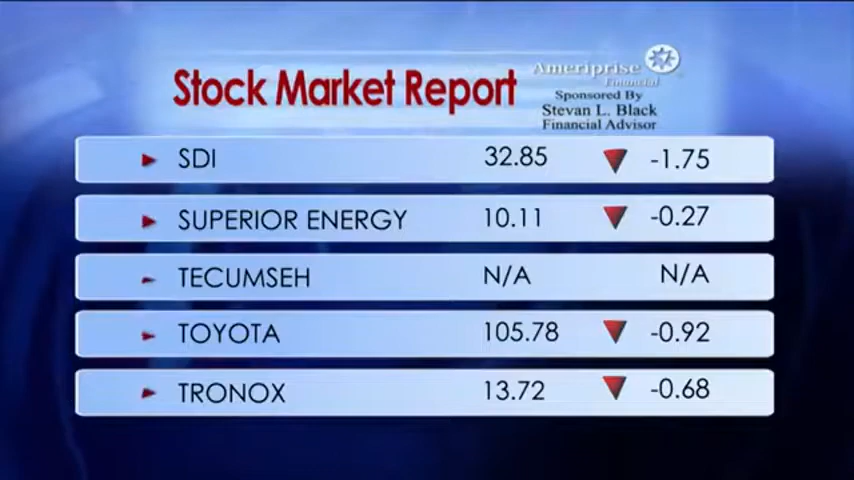 Stock Market Report
Ameriprise
Financial
Sponsored By
Stevan L. Black
Financial Advisor
SDI 32.85 -1.75
SUPERIOR ENERGY 10.11 -0.27
TECUMSEH N/A N/A
TOYOTA 105.78 -0.92
TRONOX 13.72 -0.68